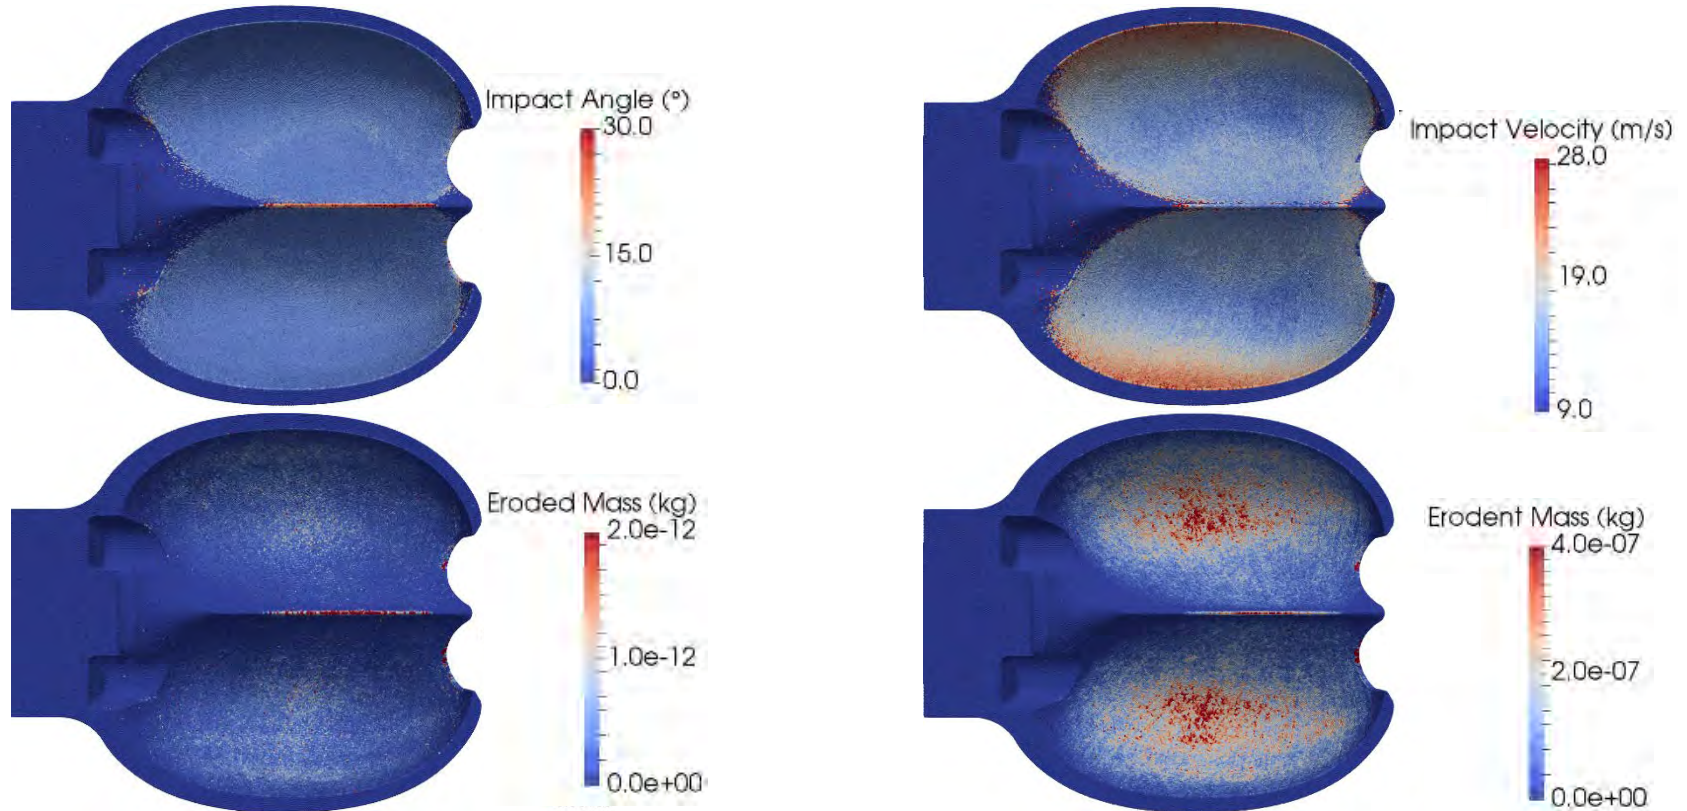 Impact Angle (°)
30.0
15.0
0.0
Impact Velocity (m/s)
28.0
19.0
9.0
Eroded Mass (kg)
2.0e-12
1.0e-12
0.0e+00
Erodent Mass (kg)
4.0e-07
2.0e-07
0.0e+00